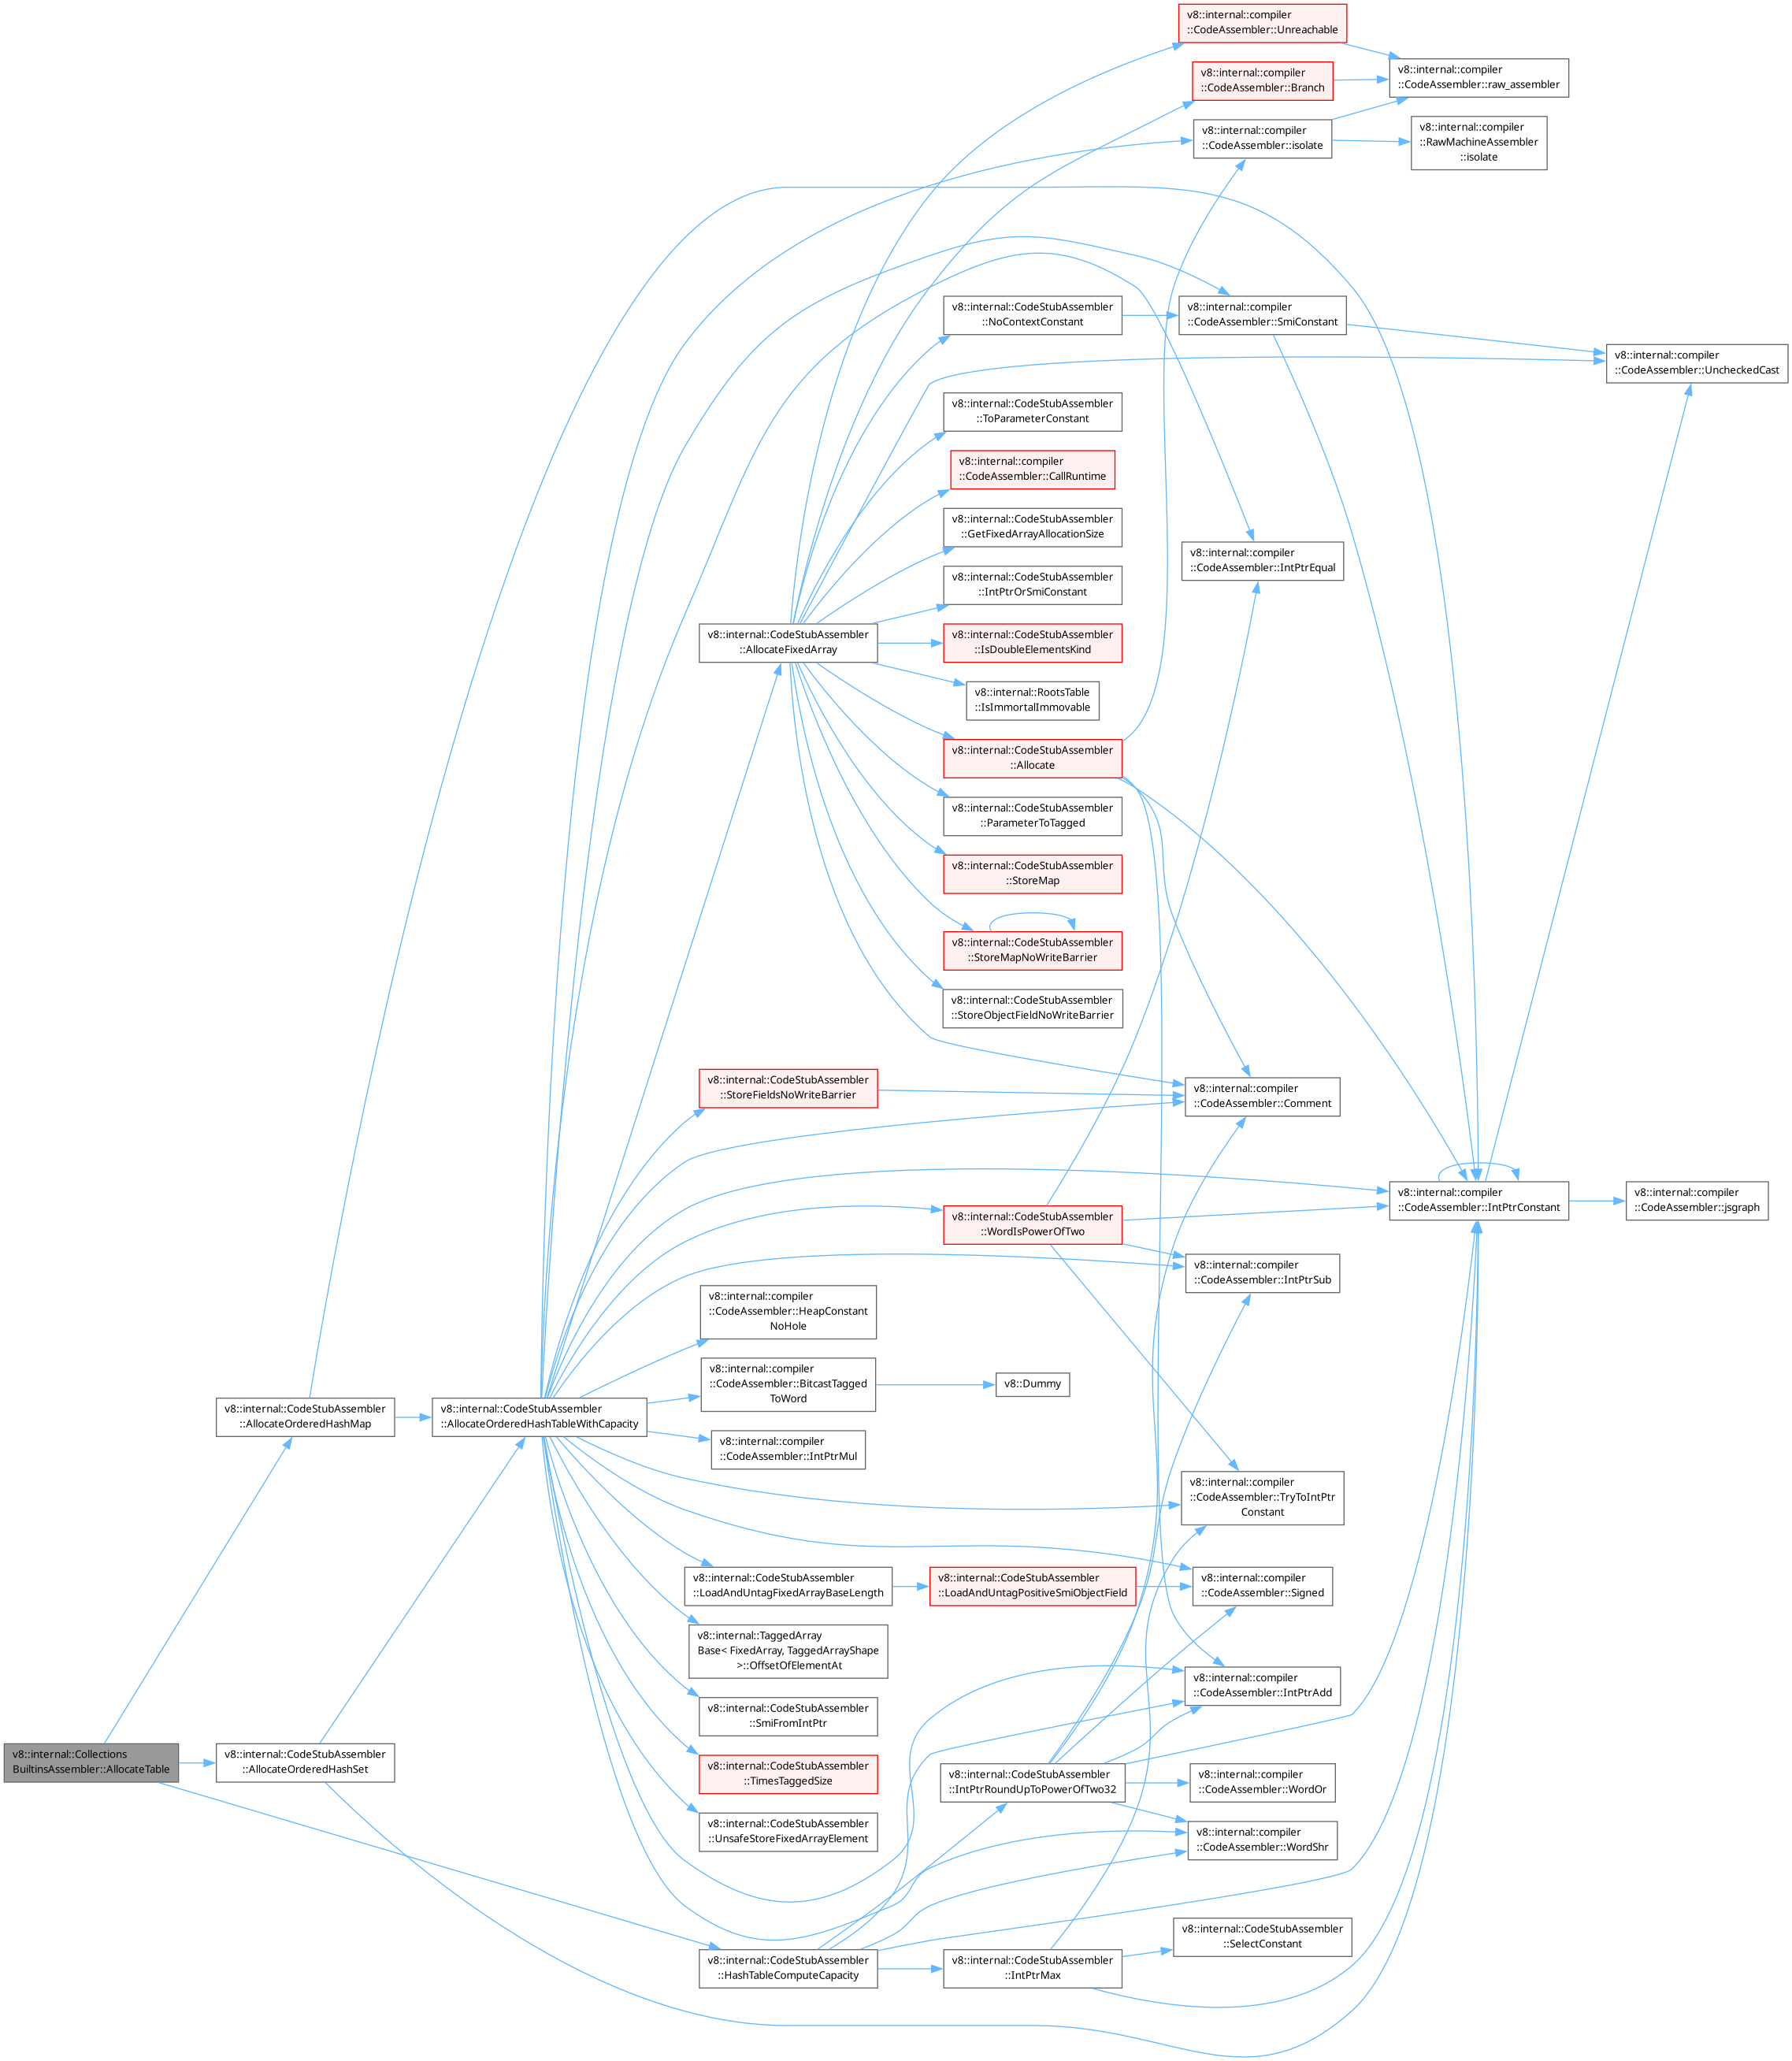 v8::internal::compiler
::CodeAssembler::Unreachable
v8::internal::compiler
::CodeAssembler::raw_assembler
v8::internal::compiler
::CodeAssembler::Branch
v8::internal::compiler
::CodeAssembler::isolate
v8::internal::compiler
::RawMachineAssembler
::isolate
v8::internal::CodeStubAssembler
::NoContextConstant
v8::internal::compiler
::CodeAssembler::SmiConstant
v8::internal::compiler
::CodeAssembler::UncheckedCast
v8::internal::CodeStubAssembler
::ToParameterConstant
v8::internal::compiler
::CodeAssembler::CallRuntime
v8::internal::CodeStubAssembler
::GetFixedArrayAllocationSize
v8::internal::compiler
::CodeAssembler::IntPtrEqual
v8::internal::CodeStubAssembler
::IntPtrOrSmiConstant
v8::internal::CodeStubAssembler
::AllocateFixedArray
v8::internal::CodeStubAssembler
::IsDoubleElementsKind
v8::internal::RootsTable
::IsImmortalImmovable
v8::internal::CodeStubAssembler
::Allocate
v8::internal::CodeStubAssembler
::ParameterToTagged
v8::internal::CodeStubAssembler
::StoreMap
v8::internal::CodeStubAssembler
::StoreMapNoWriteBarrier
v8::internal::CodeStubAssembler
::StoreObjectFieldNoWriteBarrier
v8::internal::CodeStubAssembler
::StoreFieldsNoWriteBarrier
v8::internal::compiler
::CodeAssembler::Comment
v8::internal::CodeStubAssembler
::WordIsPowerOfTwo
v8::internal::compiler
::CodeAssembler::IntPtrConstant
v8::internal::compiler
::CodeAssembler::jsgraph
v8::internal::compiler
::CodeAssembler::IntPtrSub
v8::internal::compiler
::CodeAssembler::HeapConstant
NoHole
v8::internal::compiler
::CodeAssembler::BitcastTagged
ToWord
v8::Dummy
v8::internal::CodeStubAssembler
::AllocateOrderedHashMap
v8::internal::CodeStubAssembler
::AllocateOrderedHashTableWithCapacity
v8::internal::compiler
::CodeAssembler::IntPtrMul
v8::internal::compiler
::CodeAssembler::TryToIntPtr
Constant
v8::internal::CodeStubAssembler
::LoadAndUntagFixedArrayBaseLength
v8::internal::CodeStubAssembler
::LoadAndUntagPositiveSmiObjectField
v8::internal::compiler
::CodeAssembler::Signed
v8::internal::TaggedArray
Base< FixedArray, TaggedArrayShape
>::OffsetOfElementAt
v8::internal::compiler
::CodeAssembler::IntPtrAdd
v8::internal::CodeStubAssembler
::SmiFromIntPtr
v8::internal::Collections
BuiltinsAssembler::AllocateTable
v8::internal::CodeStubAssembler
::AllocateOrderedHashSet
v8::internal::CodeStubAssembler
::TimesTaggedSize
v8::internal::CodeStubAssembler
::IntPtrRoundUpToPowerOfTwo32
v8::internal::compiler
::CodeAssembler::WordOr
v8::internal::CodeStubAssembler
::UnsafeStoreFixedArrayElement
v8::internal::compiler
::CodeAssembler::WordShr
v8::internal::CodeStubAssembler
::SelectConstant
v8::internal::CodeStubAssembler
::HashTableComputeCapacity
v8::internal::CodeStubAssembler
::IntPtrMax